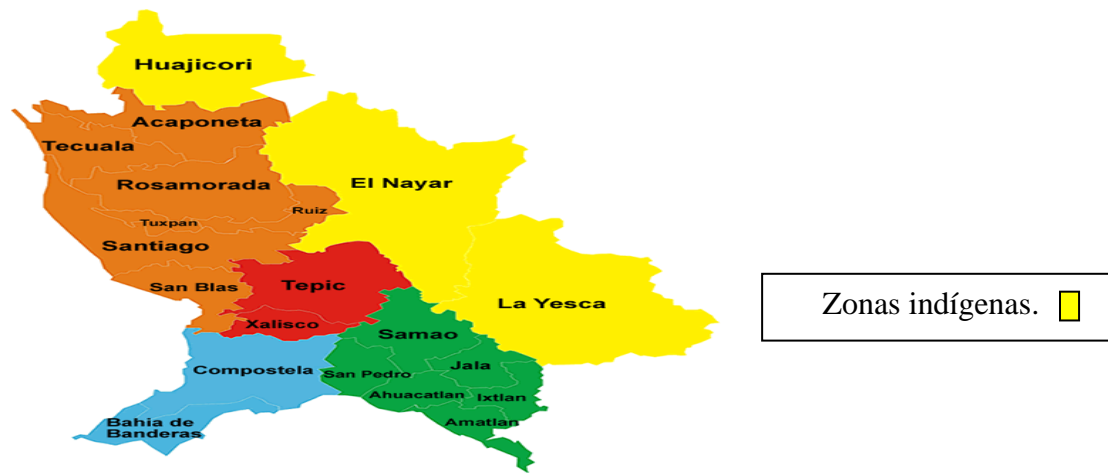 Huajicori
Acaponeta
Tecuala
Rosamorada
El Nayar
Ruiz
Tuxpan
Santiago
San Blas
Tepic
La Yesca
Xalisco
Samao
Compostela
San Pedro
Jala
Ahuacatlan
Ixtlan
Amatlan
Bahia de
Banderas
Zonas indígenas.